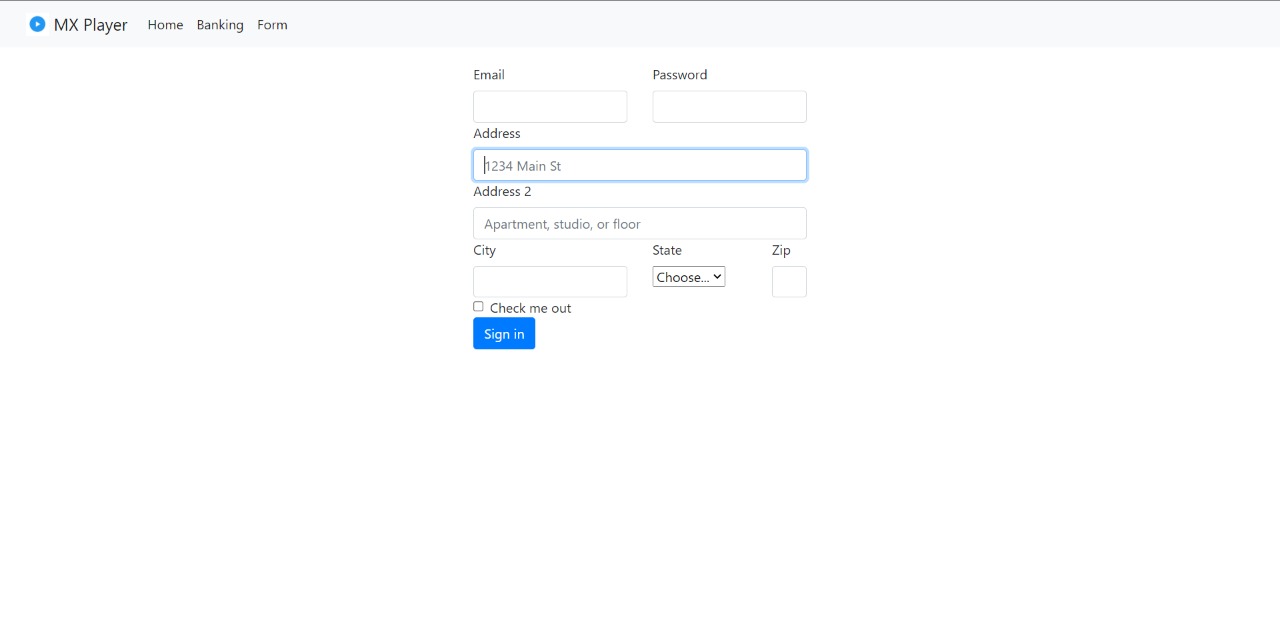 MX Player Home Banking Form
Email Password
Address
1234 Main St
Address 2
Apartment, studio, or floor
City State Zip
Choose...
Check me out
Sign in